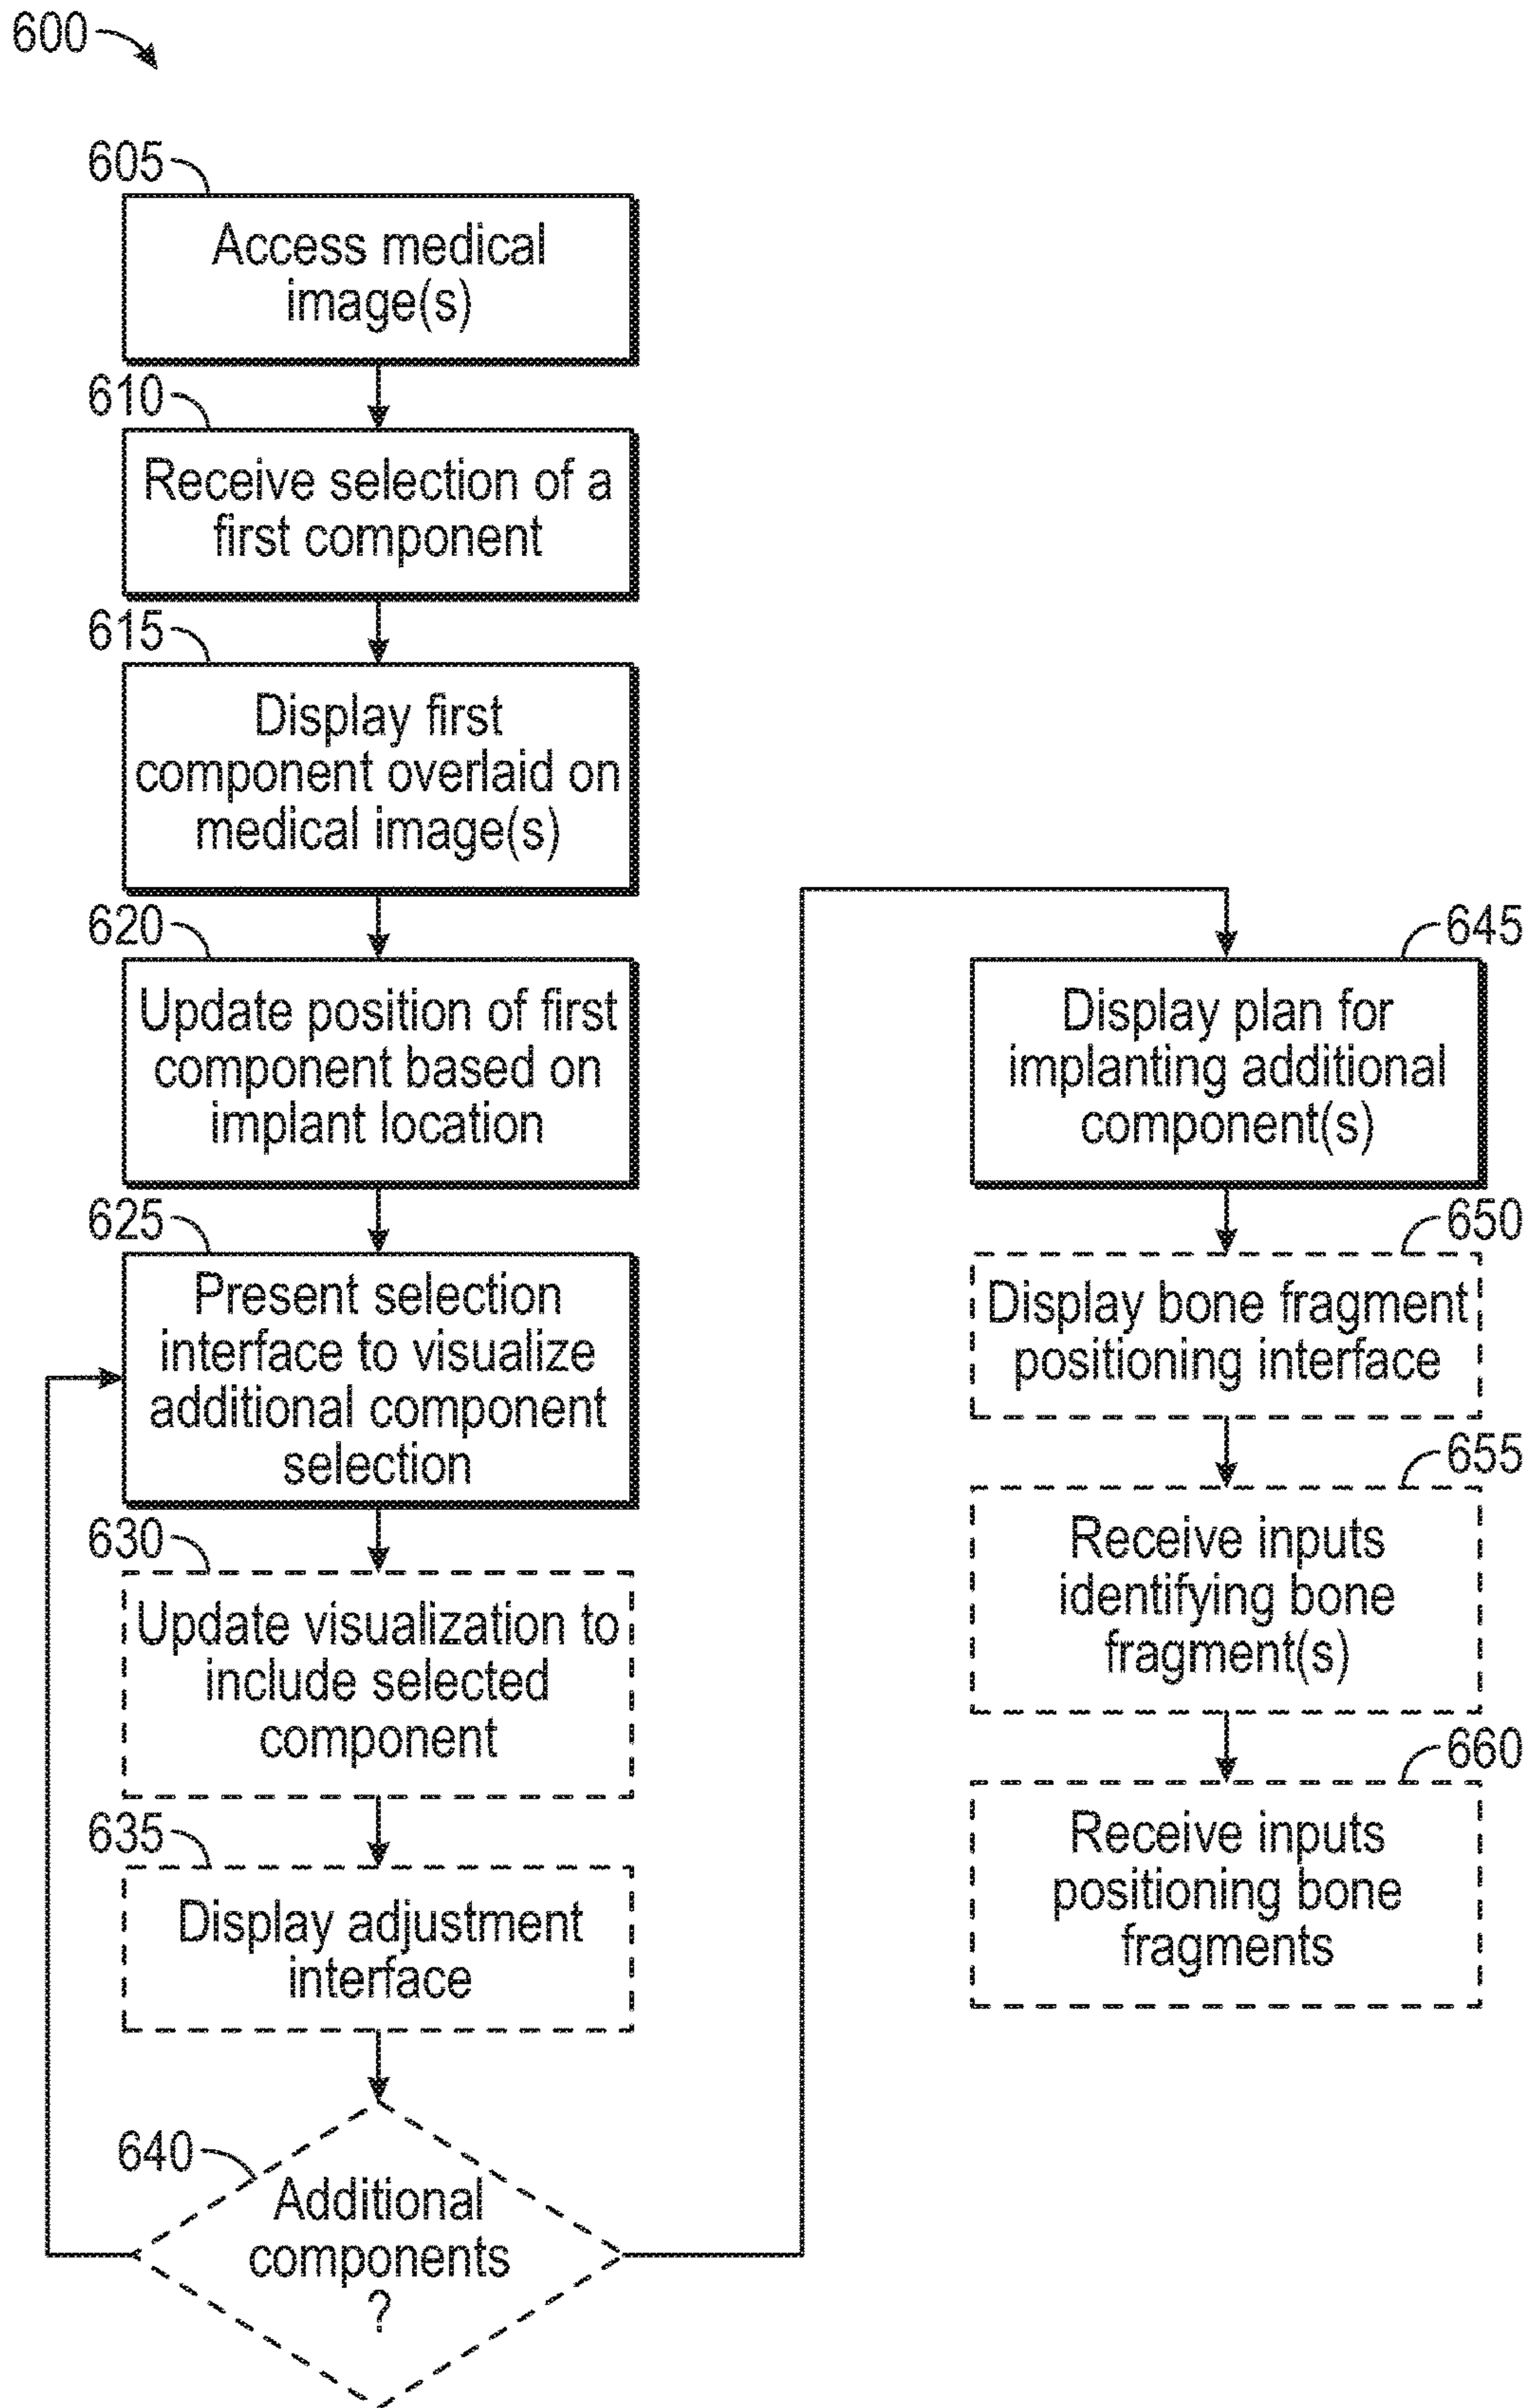 600
605
Access medical
image(s)
610
Receive selection of a
first component
615
Display first
component overlaid on
medical image(s)
620
Update position of first
component based on
implant location
625
Present selection
interface to visualize
additional component
selection
630
Update visualization to
include selected
component
635
Display adjustment
interface
640
Additional
components
?
645
Display plan for
implanting additional
component(s)
650
Display bone fragment
positioning interface
655
Receive inputs
identifying bone
fragment(s)
660
Receive inputs
positioning bone
fragments